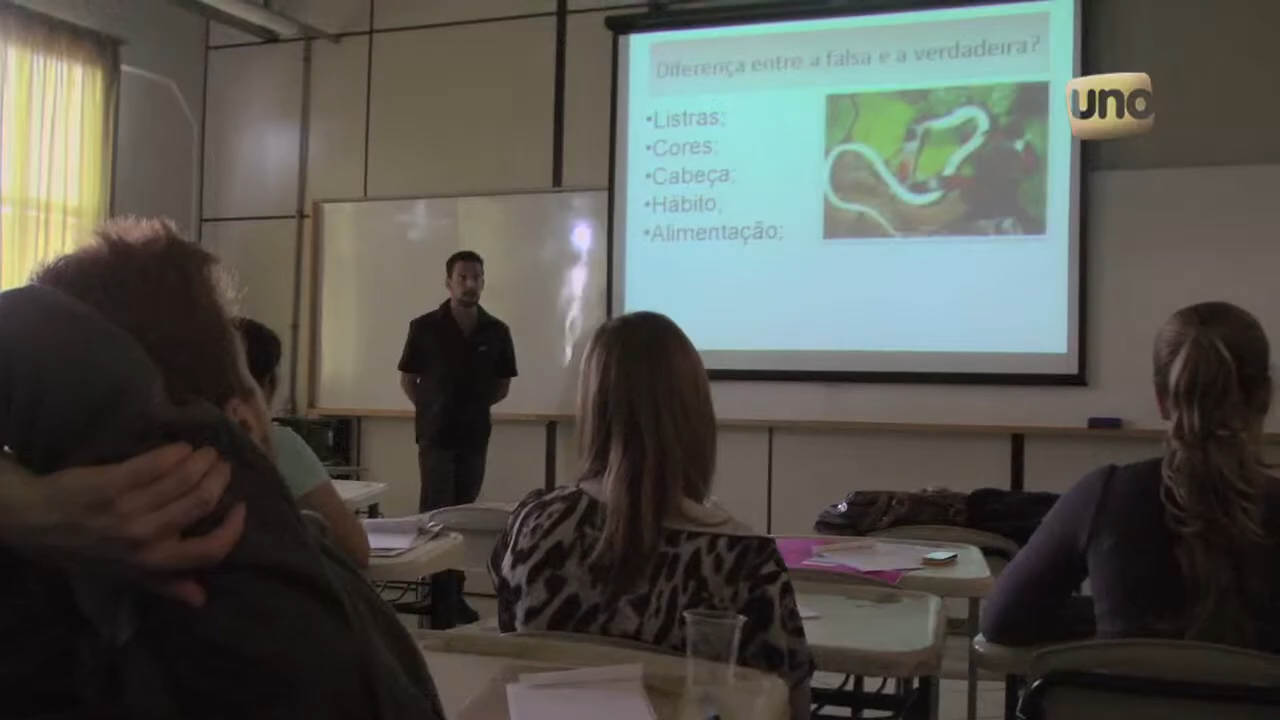 Diferença entre a falsa e a verdadeira?
•Listras;
•Cores;
•Cabeça;
•Hábito;
•Alimentação;
uno